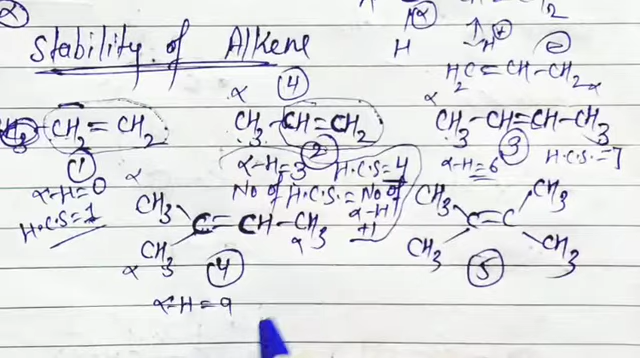 α
Hα
H
-H⊕
⊖
H₂C=CH-CH₂
Stability of Alkene
CH₂=CH₂
①
α-H=0
H.C.S=1
α
④
CH₃-CH=CH₂
②
α-H=3 H.C.S=4
No of H.C.S.=No of
α-H
+1
α
α
CH₃-CH=CH-CH₃
③
α-H=6 H.C.S.=7
α
CH₃
CH₃
α
C=CH-CH₃
α
④
α-H=9
CH₃
CH₃
C=C
CH₃
CH₃
⑤